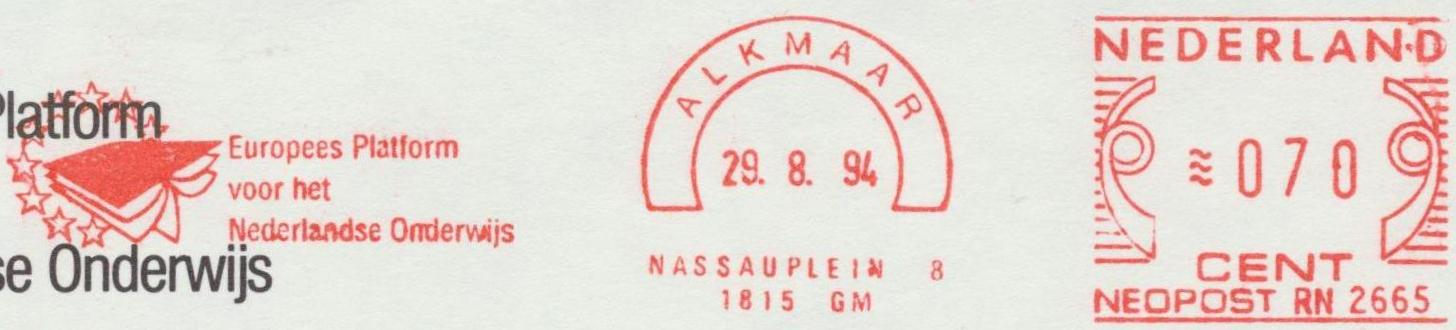 Platform
Europees Platform
voor het
Nederlandse Onderwijs
se Onderwijs
ALKMAAR
29. 8. 94
NASSAUPLEIN 8
1815 GM
NEDERLAND
≋070
CENT
NEOPOST RN 2665